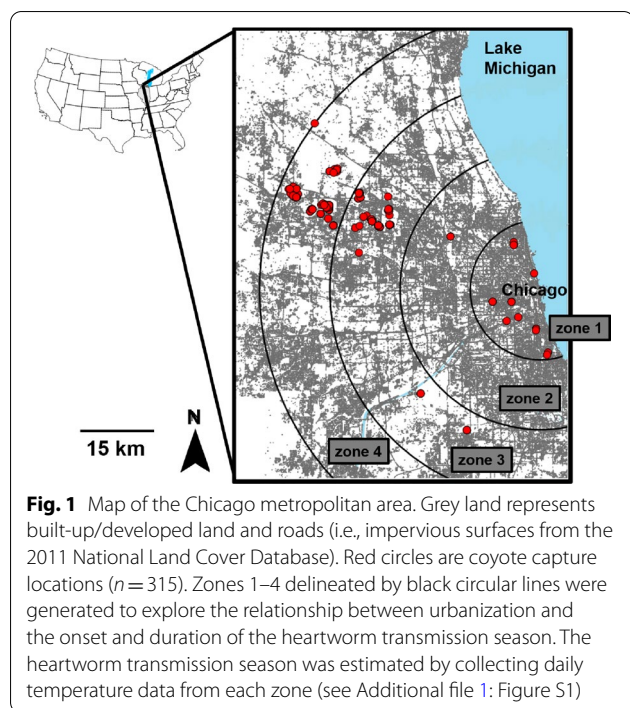 Lake
Michigan
Chicago
zone 1
zone 2
N
15 km
zone 4
zone 3
Fig. 1 Map of the Chicago metropolitan area. Grey land represents
built-up/developed land and roads (i.e., impervious surfaces from the
2011 National Land Cover Database). Red circles are coyote capture
locations (n = 315). Zones 1–4 delineated by black circular lines were
generated to explore the relationship between urbanization and
the onset and duration of the heartworm transmission season. The
heartworm transmission season was estimated by collecting daily
temperature data from each zone (see Additional file 1: Figure S1)